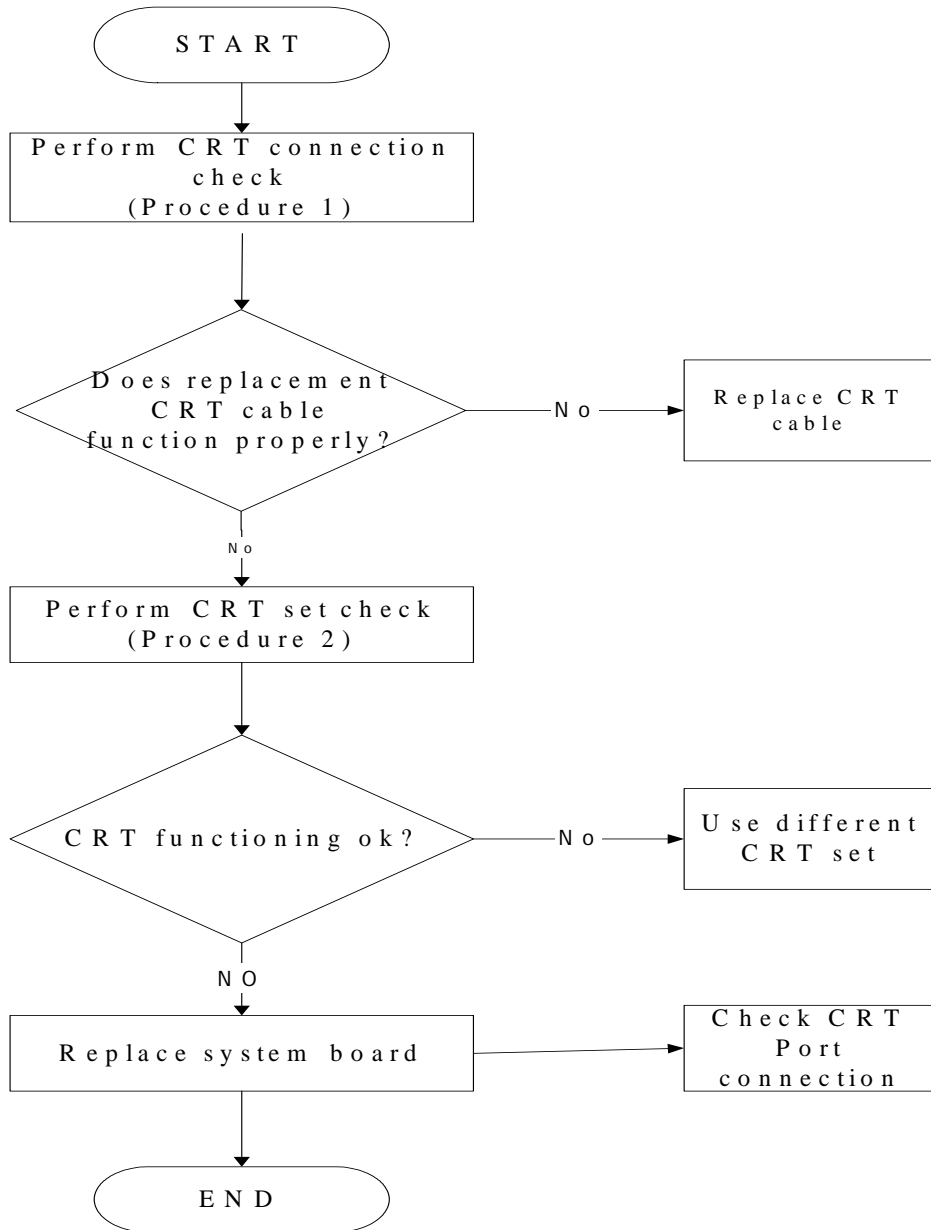 START
Perform CRT connection
check
(Procedure 1)
Does replacement
CRT cable
function properly?
No
Replace CRT
cable
No
Perform CRT set check
(Procedure 2)
CRT functioning ok?
No
Use different
CRT set
NO
Replace system board
Check CRT
Port
connection
END